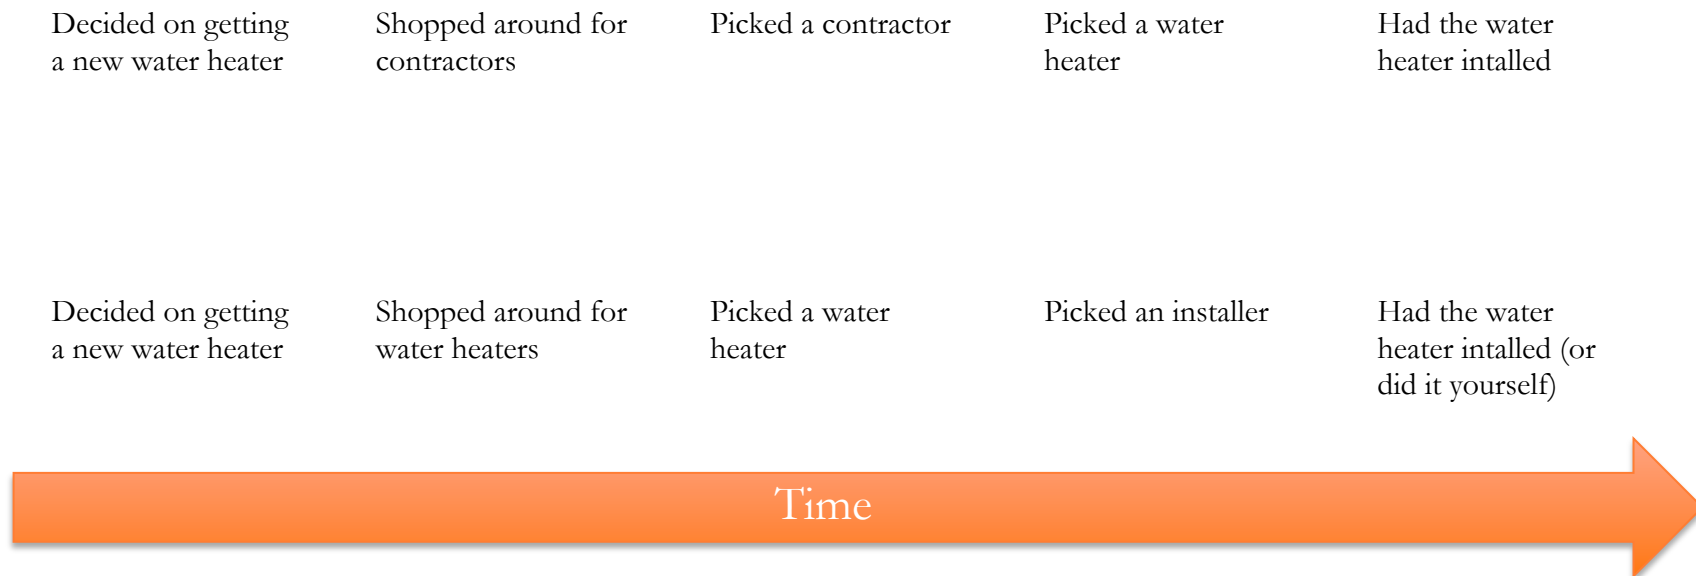 Decided on getting
a new water heater
Shopped around for
contractors
Picked a contractor
Picked a water
heater
Had the water
heater intalled
Decided on getting
a new water heater
Shopped around for
water heaters
Picked a water
heater
Picked an installer
Had the water
heater intalled (or
did it yourself)
Time